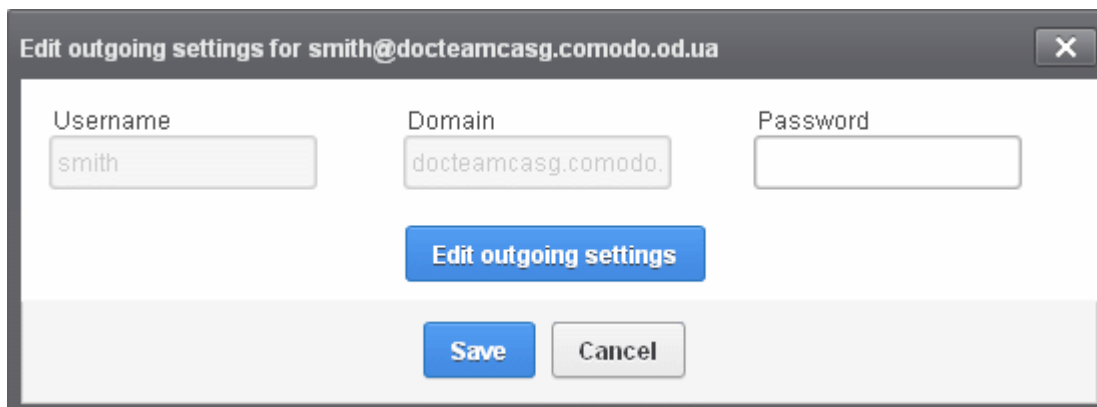 Edit outgoing settings for smith@docteamcasg.comodo.od.ua
Username Domain Password
smith docteamcasg.comodo.
Edit outgoing settings
Save Cancel